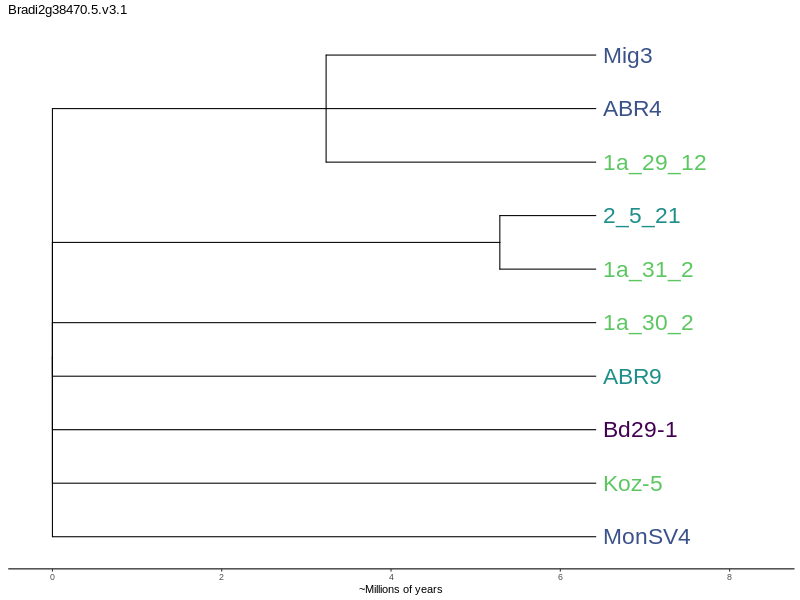 Bradi2g38470.5.v3.1
Mig3
ABR4
1a_29_12
2_5_21
1a_31_2
1a_30_2
ABR9
Bd29-1
Koz-5
MonSV4
0 2 4 6 8
~Millions of years